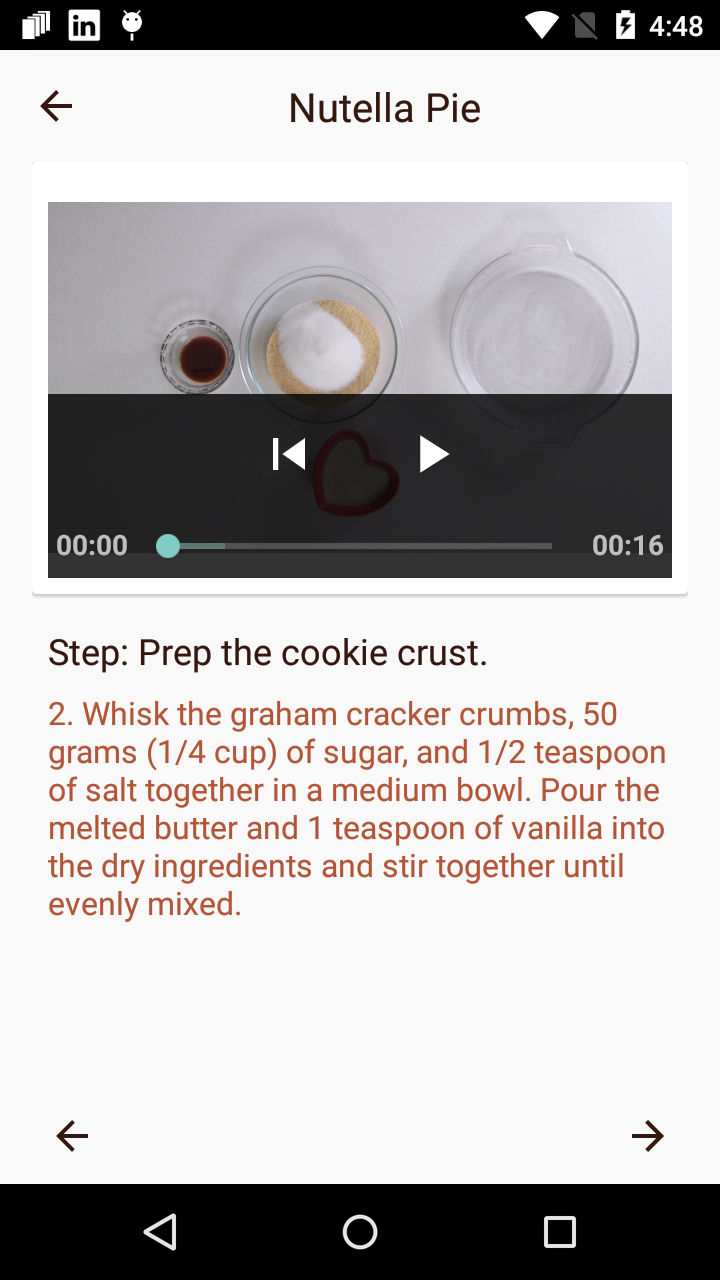 in
4:48
Nutella Pie
00:00
00:16
Step: Prep the cookie crust.
2. Whisk the graham cracker crumbs, 50
grams (1/4 cup) of sugar, and 1/2 teaspoon
of salt together in a medium bowl. Pour the
melted butter and 1 teaspoon of vanilla into
the dry ingredients and stir together until
evenly mixed.